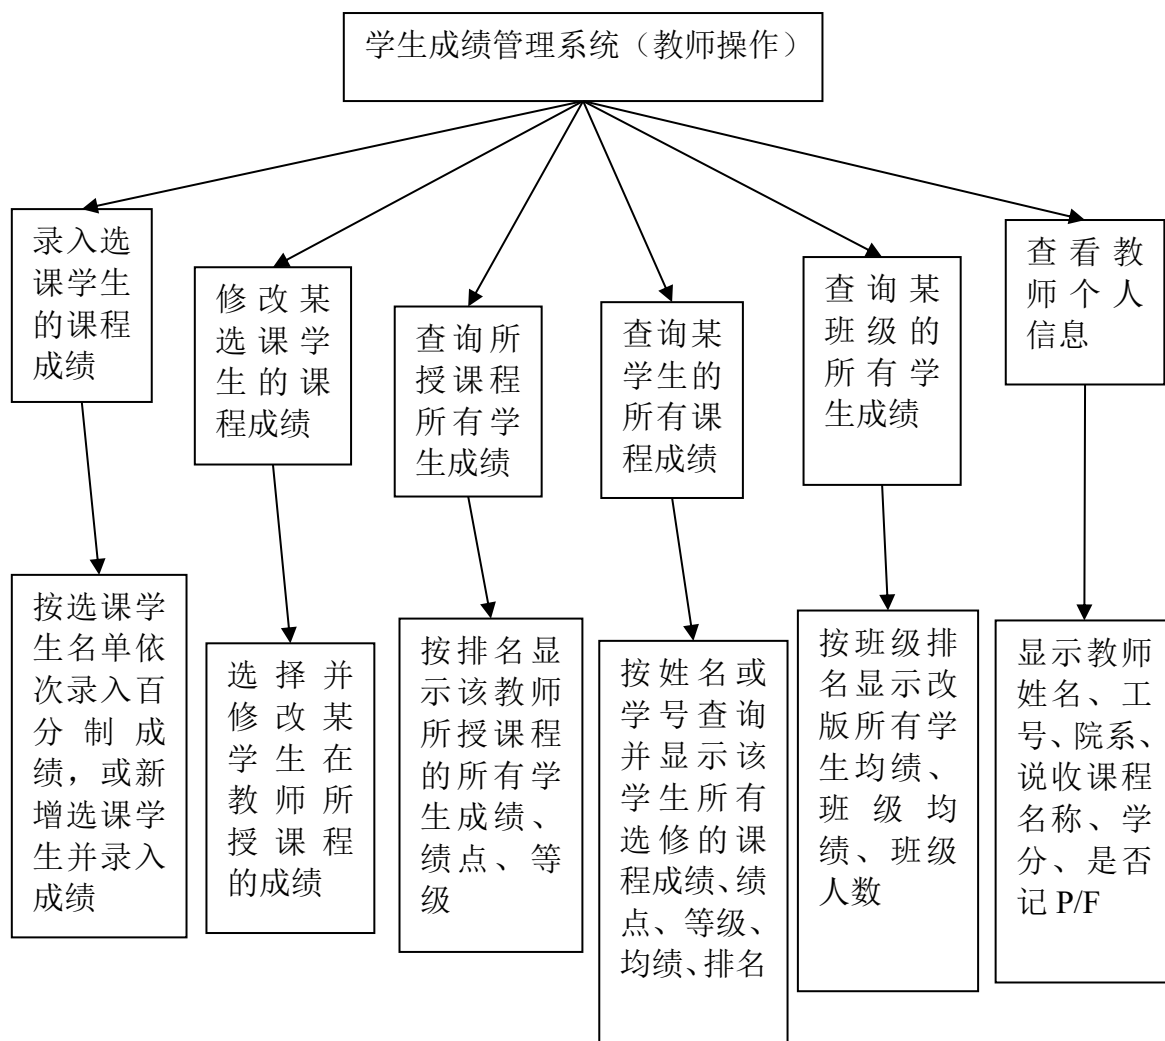 学生成绩管理系统（教师操作）
录入选
课学生
的课程
成绩
修改某
选课学
生的课
程成绩
查询所
授课程
所有学
生成绩
查询某
学生的
所有课
程成绩
查询某
班级的
所有学
生成绩
查看教
师个人
信息
按选课学
生名单依
次录入百
分制成
绩，或新
增选课学
生并录入
成绩
选择并
修改某
学生在
教师所
授课程
的成绩
按排名显
示该教师
所授课程
的所有学
生成绩、
绩点、等
级
按姓名或
学号查询
并显示该
学生所有
选修的课
程成绩、绩
点、等级、
均绩、排名
按班级排
名显示改
版所有学
生均绩、
班级均
绩、班级
人数
显示教师
姓名、工
号、院系、
说收课程
名称、学
分、是否
记 P/F